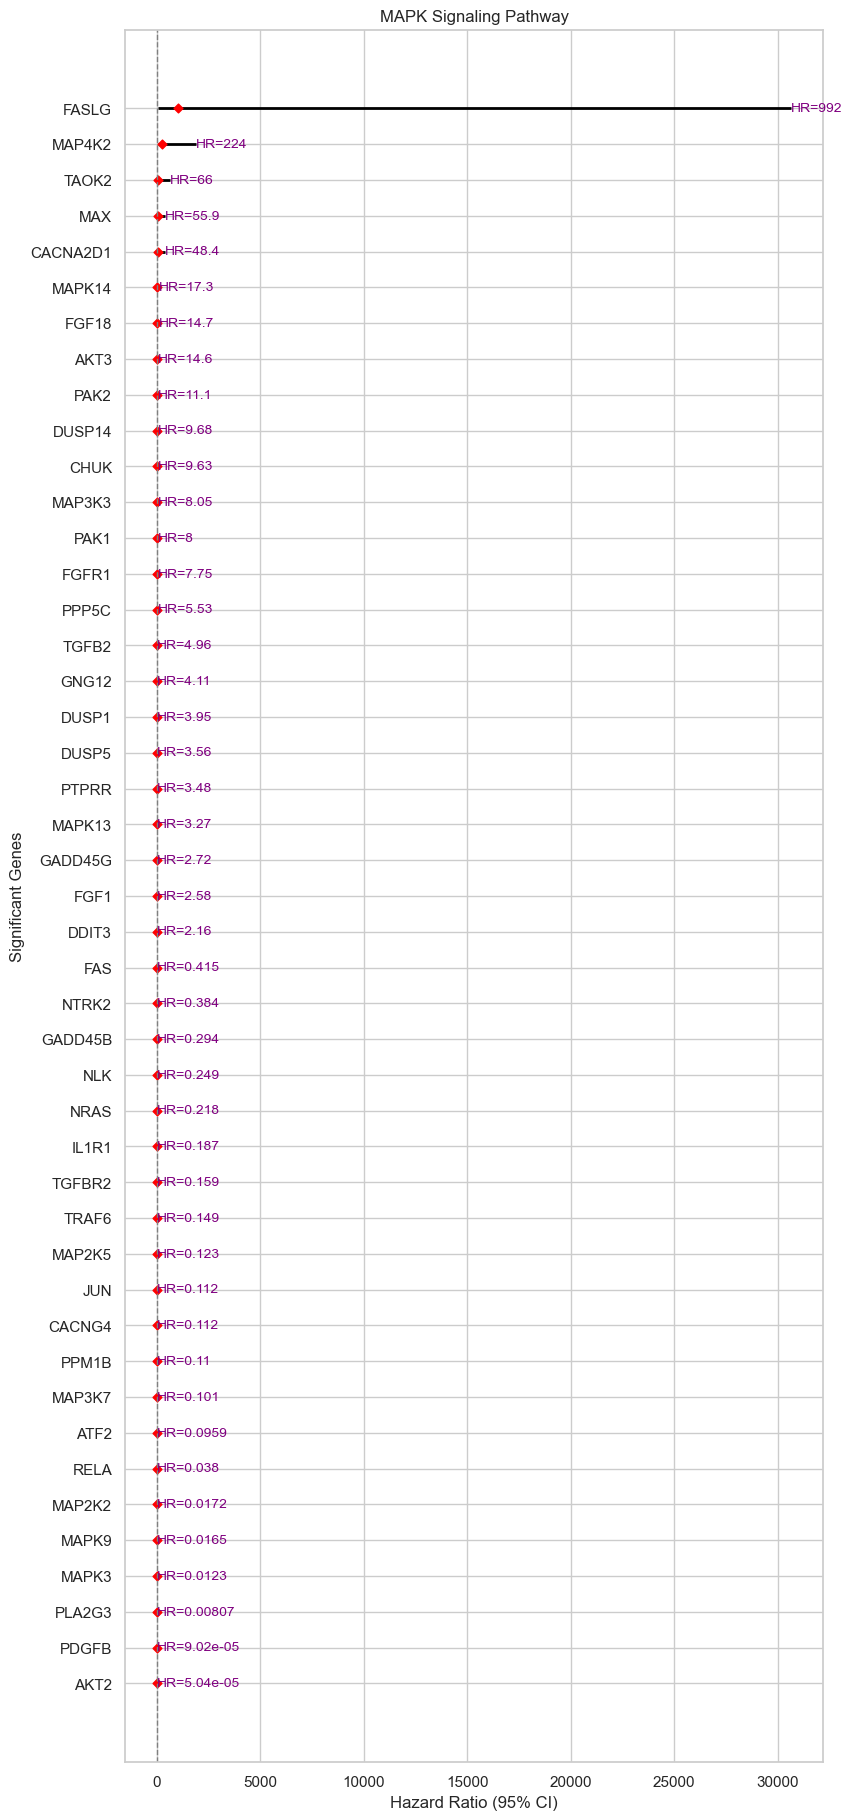 MAPK Signaling Pathway
FASLG HR=992
MAP4K2 HR=224
TAOK2 HR=66
MAX HR=55.9
CACNA2D1 HR=48.4
MAPK14 HR=17.3
FGF18 HR=14.7
AKT3 HR=14.6
PAK2 HR=11.1
DUSP14 HR=9.68
CHUK HR=9.63
MAP3K3 HR=8.05
PAK1 HR=8
FGFR1 HR=7.75
PPP5C HR=5.53
TGFB2 HR=4.96
GNG12 HR=4.11
DUSP1 HR=3.95
DUSP5 HR=3.56
PTPRR HR=3.48
MAPK13 HR=3.27
GADD45G HR=2.72
FGF1 HR=2.58
DDIT3 HR=2.16
FAS HR=0.415
NTRK2 HR=0.384
GADD45B HR=0.294
NLK HR=0.249
NRAS HR=0.218
IL1R1 HR=0.187
TGFBR2 HR=0.159
TRAF6 HR=0.149
MAP2K5 HR=0.123
JUN HR=0.112
CACNG4 HR=0.112
PPM1B HR=0.11
MAP3K7 HR=0.101
ATF2 HR=0.0959
RELA HR=0.038
MAP2K2 HR=0.0172
MAPK9 HR=0.0165
MAPK3 HR=0.0123
PLA2G3 HR=0.00807
PDGFB HR=9.02e-05
AKT2 HR=5.04e-05
Significant Genes
0 5000 10000 15000 20000 25000 30000
Hazard Ratio (95% CI)